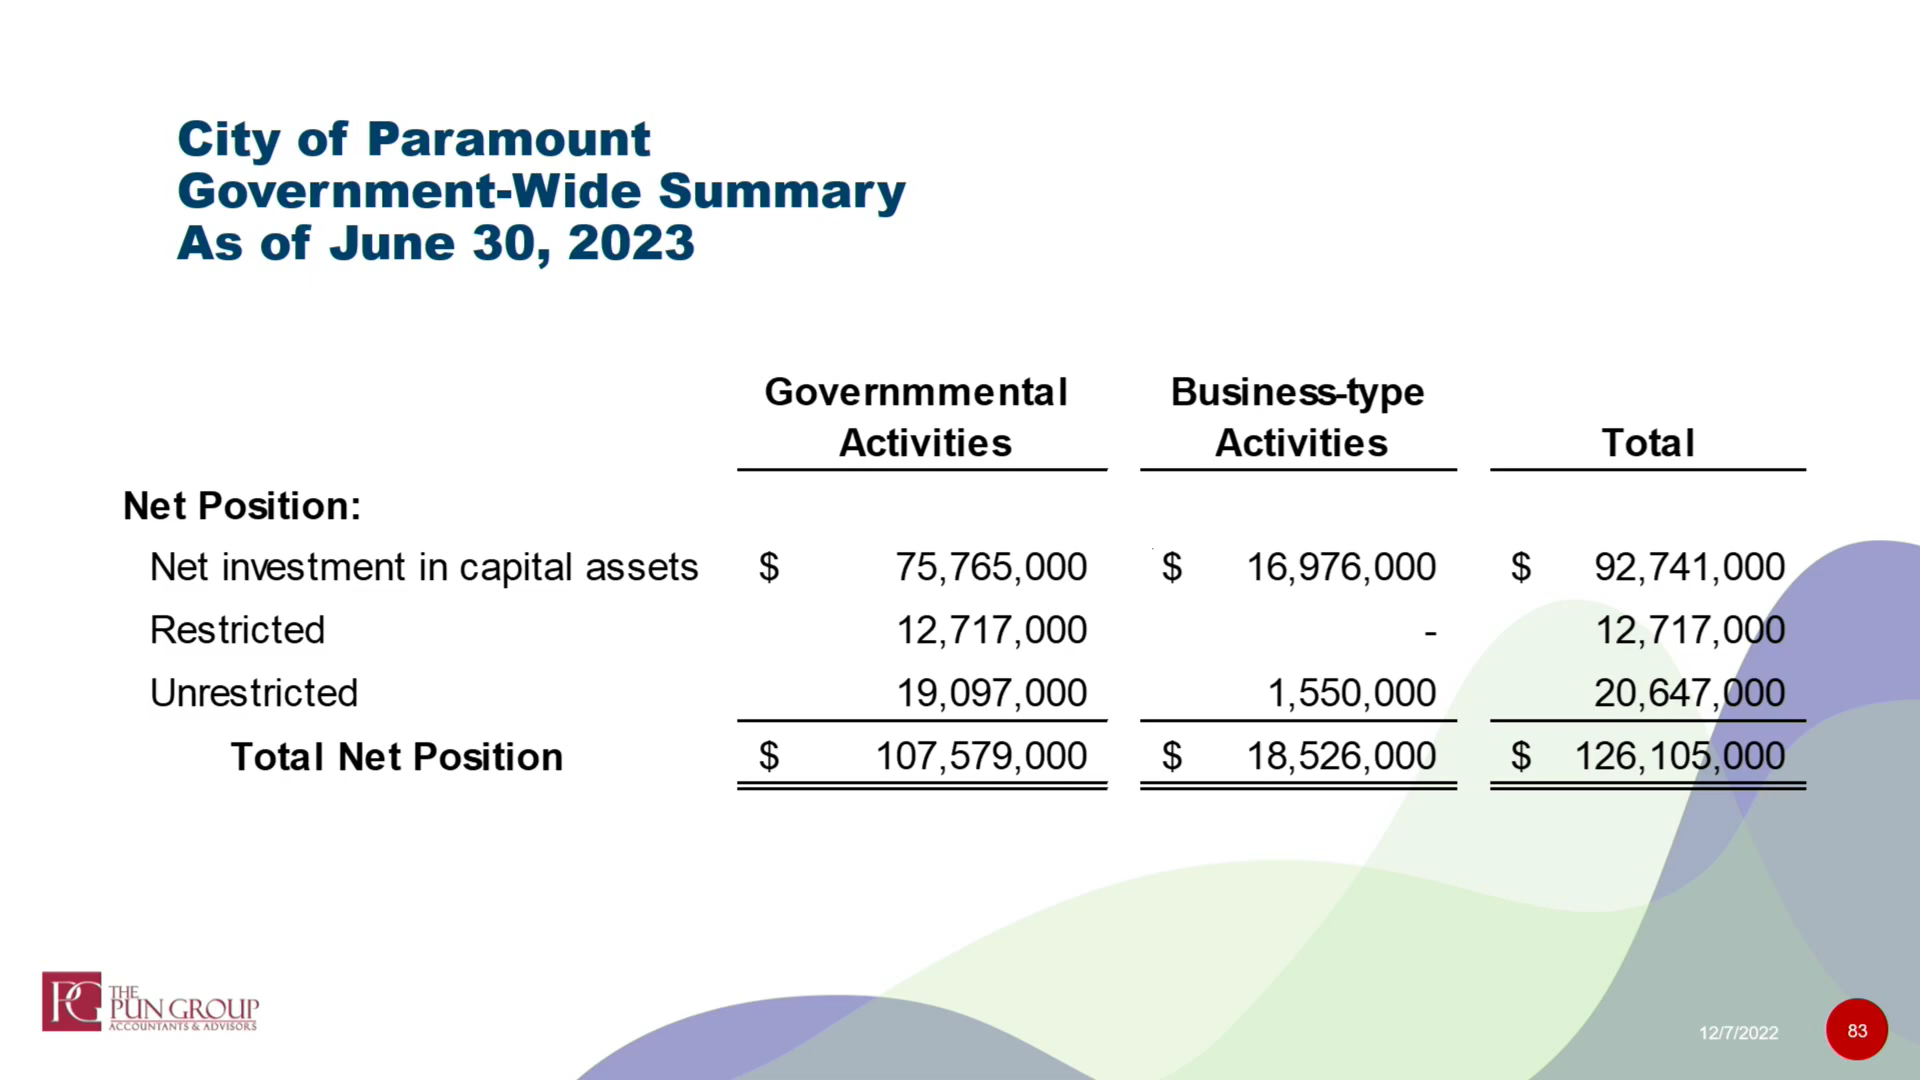 City of Paramount
Government-Wide Summary
As of June 30, 2023
Governmmental Business-type
Activities Activities Total
Net Position:
Net investment in capital assets $ 75,765,000 $ 16,976,000 $ 92,741,000
Restricted 12,717,000 - 12,717,000
Unrestricted 19,097,000 1,550,000 20,647,000
Total Net Position $ 107,579,000 $ 18,526,000 $ 126,105,000
PG THE
PUN GROUP
ACCOUNTANTS & ADVISORS
12/7/2022 83